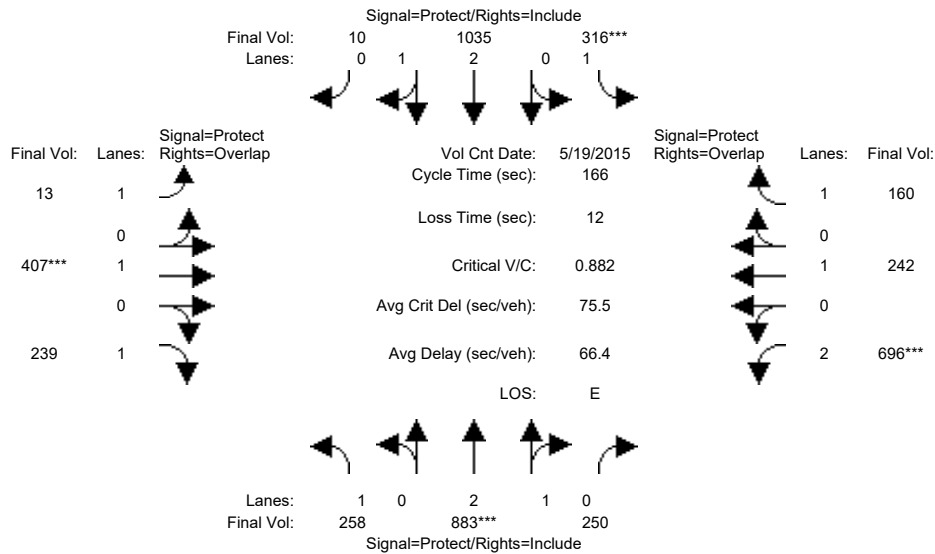 Signal=Protect/Rights=Include
Final Vol: 10 1035 316***
Lanes: 0 1 2 0 1
Signal=Protect
Final Vol: Lanes: Rights=Overlap
Vol Cnt Date: 5/19/2015
Signal=Protect
Rights=Overlap Lanes: Final Vol:
Cycle Time (sec): 166
13 1
1 160
Loss Time (sec): 12
0
0
407*** 1
Critical V/C: 0.882
1 242
0
Avg Crit Del (sec/veh): 75.5
0
239 1
Avg Delay (sec/veh): 66.4
2 696***
LOS: E
Lanes: 1 0 2 1 0
Final Vol: 258 883*** 250
Signal=Protect/Rights=Include